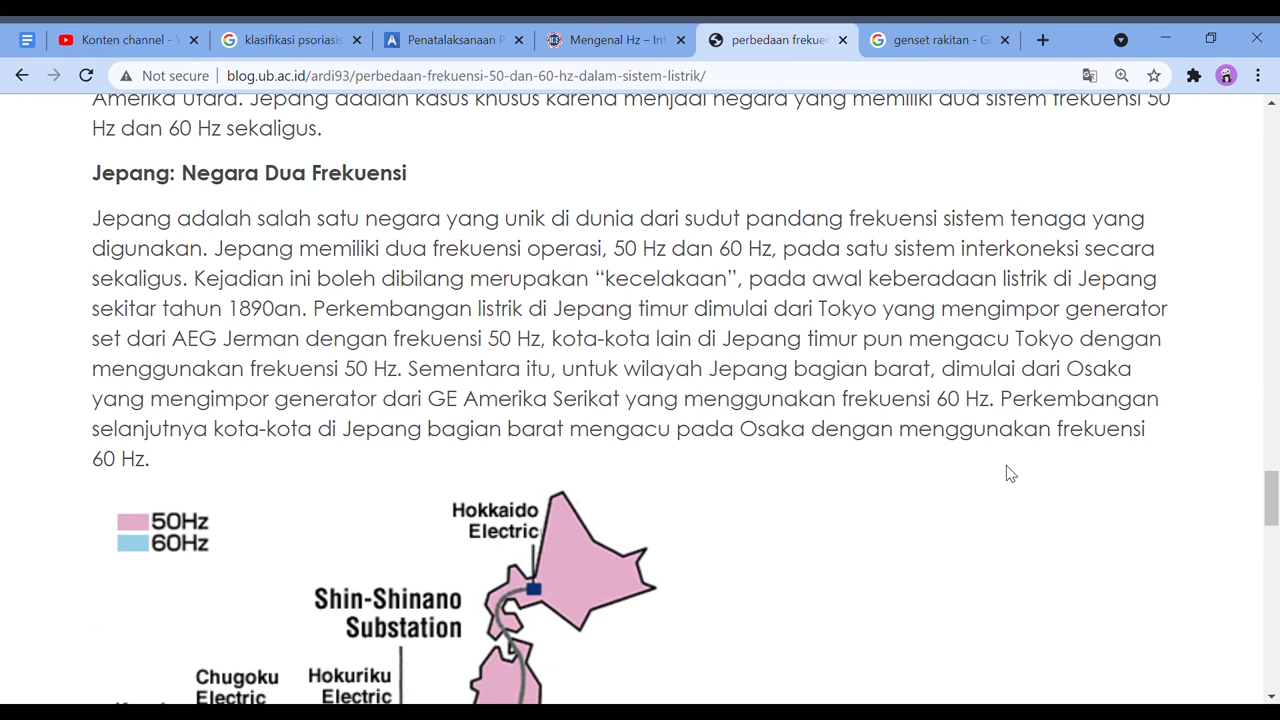 Konten channel - Y
klasifikasi psoriasis
Penatalaksanaan P
Mengenal Hz – Int
perbedaan frekuen
genset rakitan - Go
Not secure
blog.ub.ac.id/ardi93/perbedaan-frekuensi-50-dan-60-hz-dalam-sistem-listrik/
Amerika utara. Jepang adalah kasus khusus karena menjadi negara yang memiliki dua sistem frekuensi 50
Hz dan 60 Hz sekaligus.
Jepang: Negara Dua Frekuensi
Jepang adalah salah satu negara yang unik di dunia dari sudut pandang frekuensi sistem tenaga yang
digunakan. Jepang memiliki dua frekuensi operasi, 50 Hz dan 60 Hz, pada satu sistem interkoneksi secara
sekaligus. Kejadian ini boleh dibilang merupakan “kecelakaan”, pada awal keberadaan listrik di Jepang
sekitar tahun 1890an. Perkembangan listrik di Jepang timur dimulai dari Tokyo yang mengimpor generator
set dari AEG Jerman dengan frekuensi 50 Hz, kota-kota lain di Jepang timur pun mengacu Tokyo dengan
menggunakan frekuensi 50 Hz. Sementara itu, untuk wilayah Jepang bagian barat, dimulai dari Osaka
yang mengimpor generator dari GE Amerika Serikat yang menggunakan frekuensi 60 Hz. Perkembangan
selanjutnya kota-kota di Jepang bagian barat mengacu pada Osaka dengan menggunakan frekuensi
60 Hz.
50Hz
60Hz
Hokkaido
Electric
Shin-Shinano
Substation
Chugoku
Electric
Hokuriku
Electric